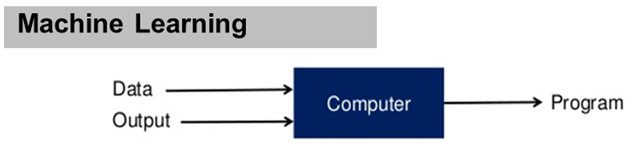 Machine Learning
Data
Output
Computer
Program